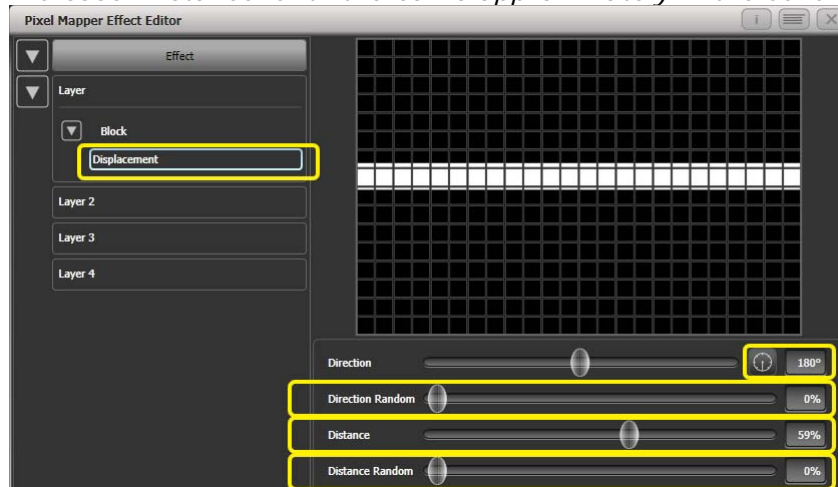 Pixel Mapper Effect Editor
Effect
Layer
Block
Displacement
Layer 2
Layer 3
Layer 4
Direction 180°
Direction Random 0%
Distance 59%
Distance Random 0%